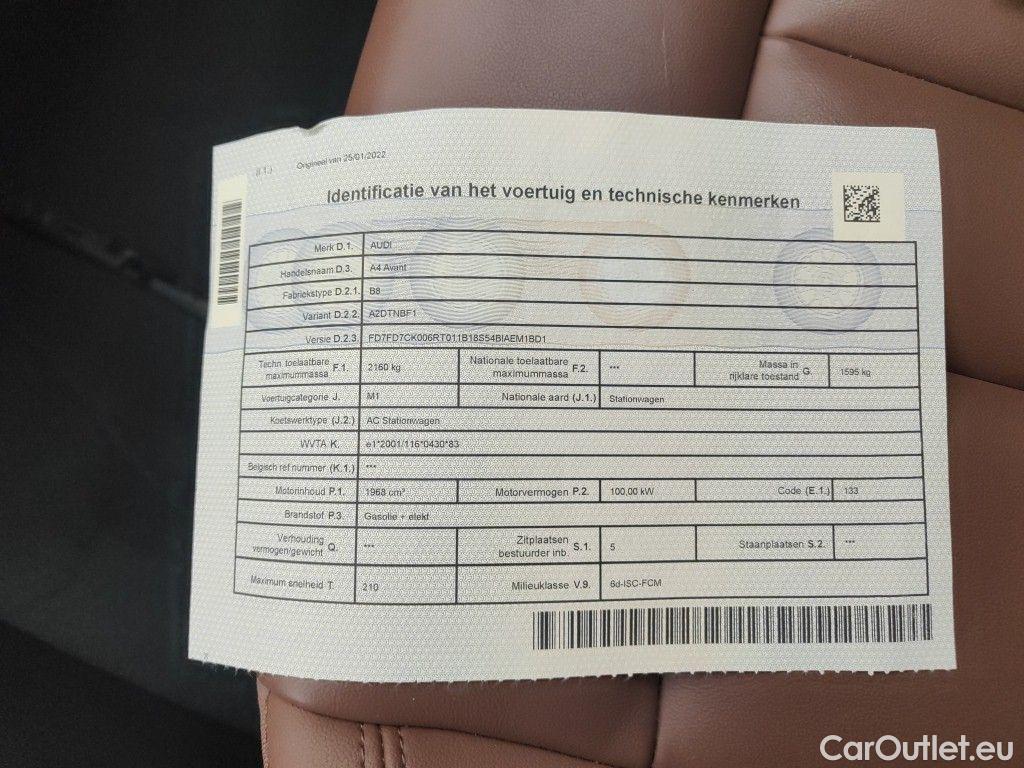 (I.1.) Origineel van 25/01/2022
Identificatie van het voertuig en technische kenmerken
Merk D.1. AUDI
Handelsnaam D.3. A4 Avant
Fabriekstype D.2.1. B8
Variant D.2.2. A2DTNBF1
Versie D.2.3. FD7FD7CK006RT011B18S54BIAEM1BD1
Techn toelaatbare maximummassa F.1. 2160 kg Nationale toelaatbare maximummassa F.2. *** Massa in rijklare toestand G. 1595 kg
Voertuigcategorie J. M1 Nationale aard (J.1.) Stationwagen
Koetswerktype (J.2.) AC Stationwagen
WVTA K. e1*2001/116*0430*83
Belgisch ref nummer (K.1.) ***
Motorinhoud P.1. 1968 cm³ Motorvermogen P.2. 100,00 kW Code (E.1.) 133
Brandstof P.3. Gasolie + elekt
Verhouding vermogen/gewicht Q. *** Zitplaatsen bestuurder inb. S.1. 5 Staanplaatsen S.2. ***
Maximum snelheid T. 210 Milieuklasse V.9. 6d-ISC-FCM
CarOutlet.eu